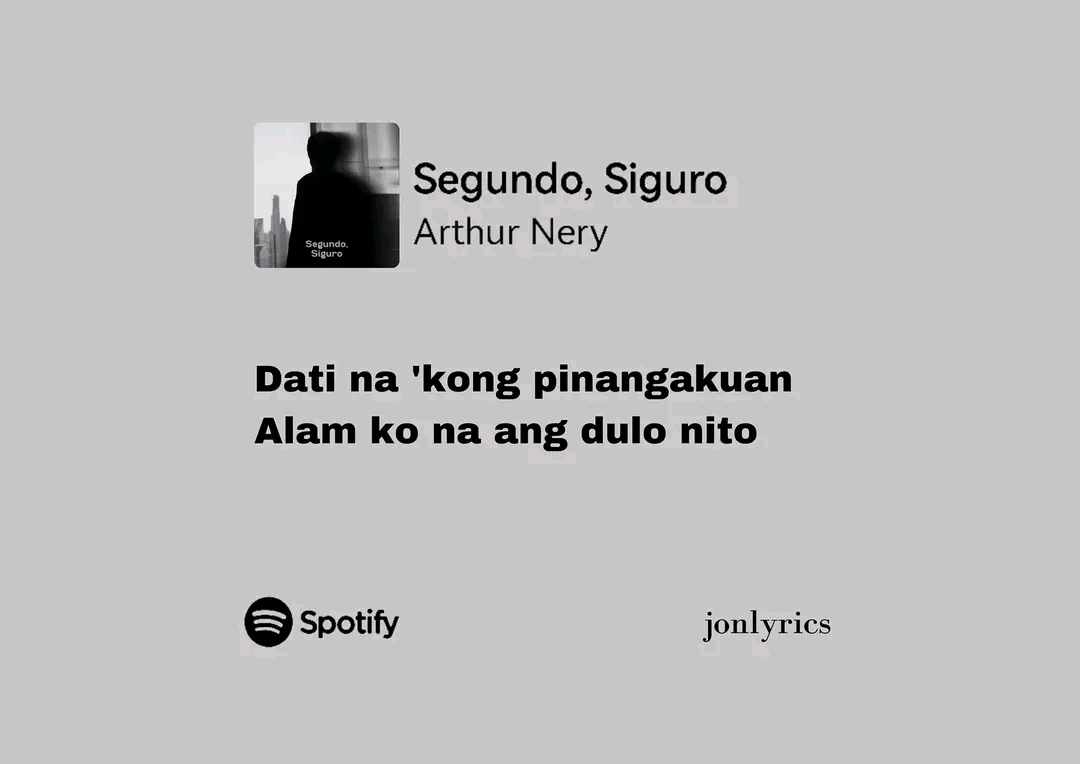 Segundo, Siguro
Arthur Nery
Segundo,
Siguro
Dati na 'kong pinangakuan
Alam ko na ang dulo nito
Spotify
jonlyrics